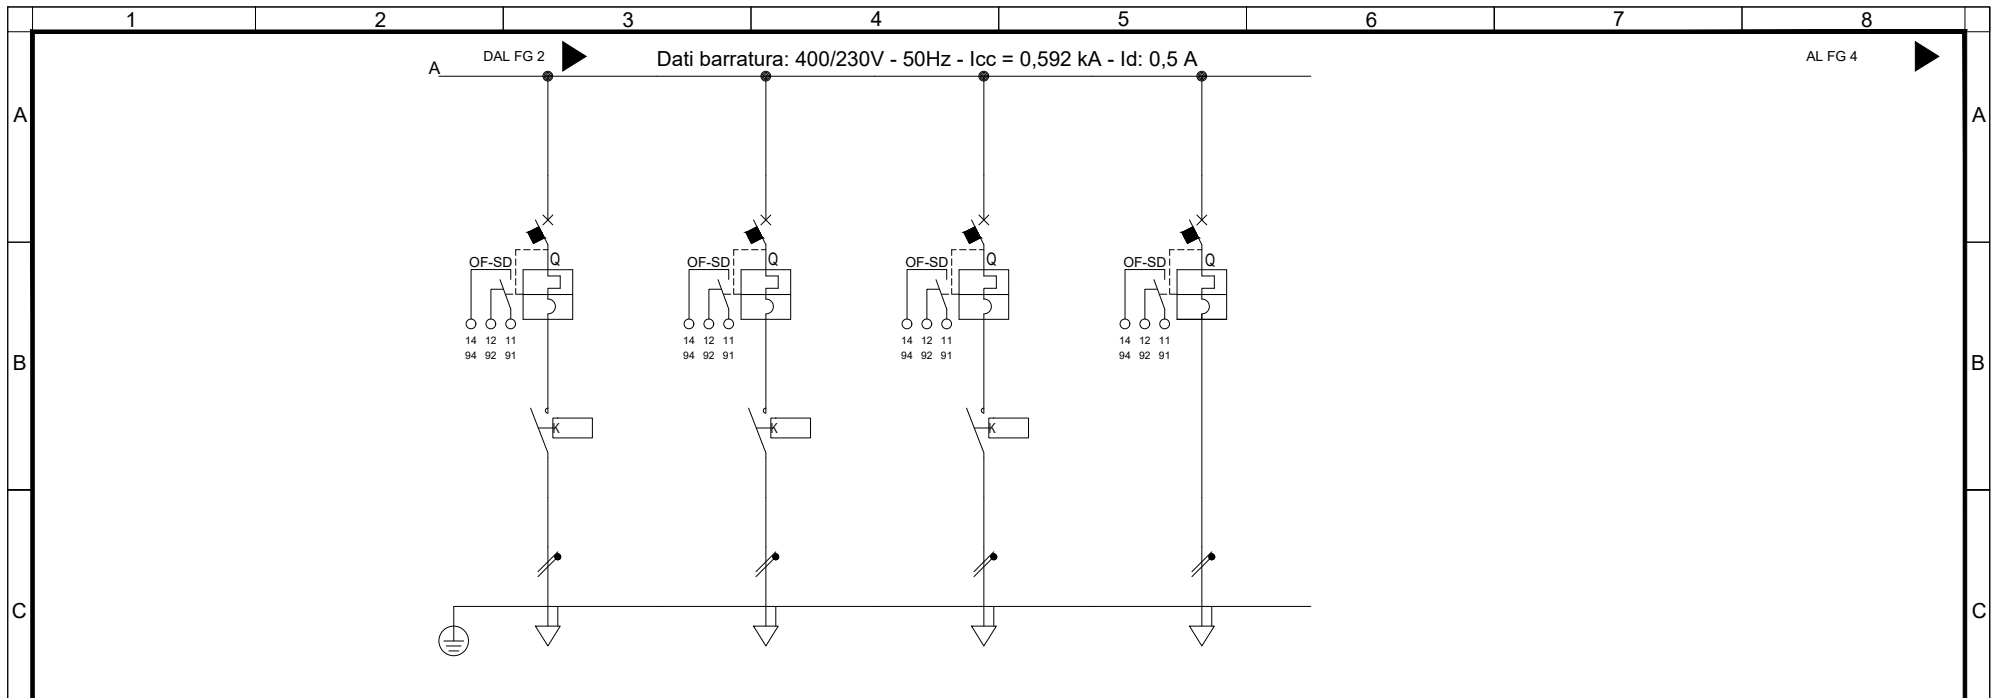 1 2 3 4 5 6 7 8
DAL FG 2 Dati barratura: 400/230V - 50Hz - Icc = 0,592 kA - Id: 0,5 A AL FG 4
A
A A
OF-SD Q OF-SD Q OF-SD Q OF-SD Q
14 12 11 14 12 11 14 12 11 14 12 11
94 92 91 94 92 91 94 92 91 94 92 91
B B
K K K
C C